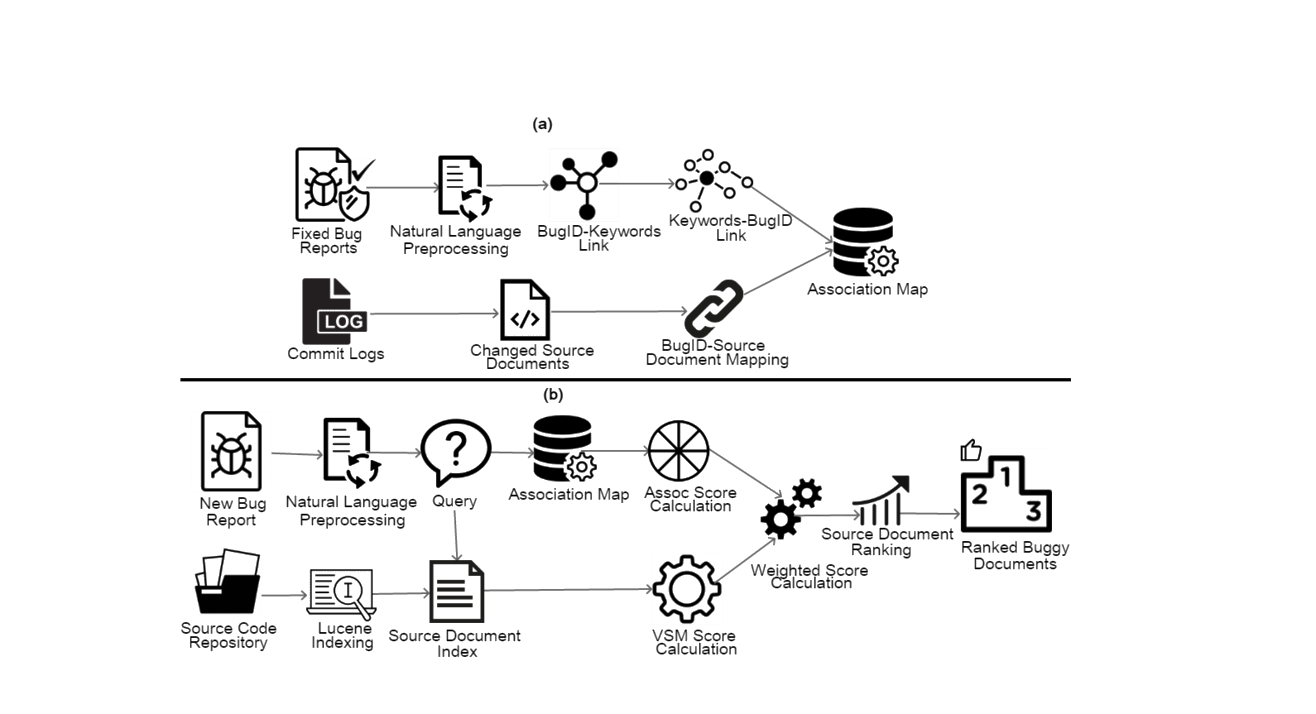 (a)
Fixed Bug
Reports
Natural Language
Preprocessing
BugID-Keywords
Link
Keywords-BugID
Link
Association Map
LOG
Commit Logs
</>
Changed Source
Documents
BugID-Source
Document Mapping
(b)
New Bug
Report
Natural Language
Preprocessing
?
Query
Association Map
Assoc Score
Calculation
Weighted Score
Calculation
Source Document
Ranking
1
2
3
Ranked Buggy
Documents
Source Code
Repository
I
Lucene
Indexing
Source Document
Index
VSM Score
Calculation